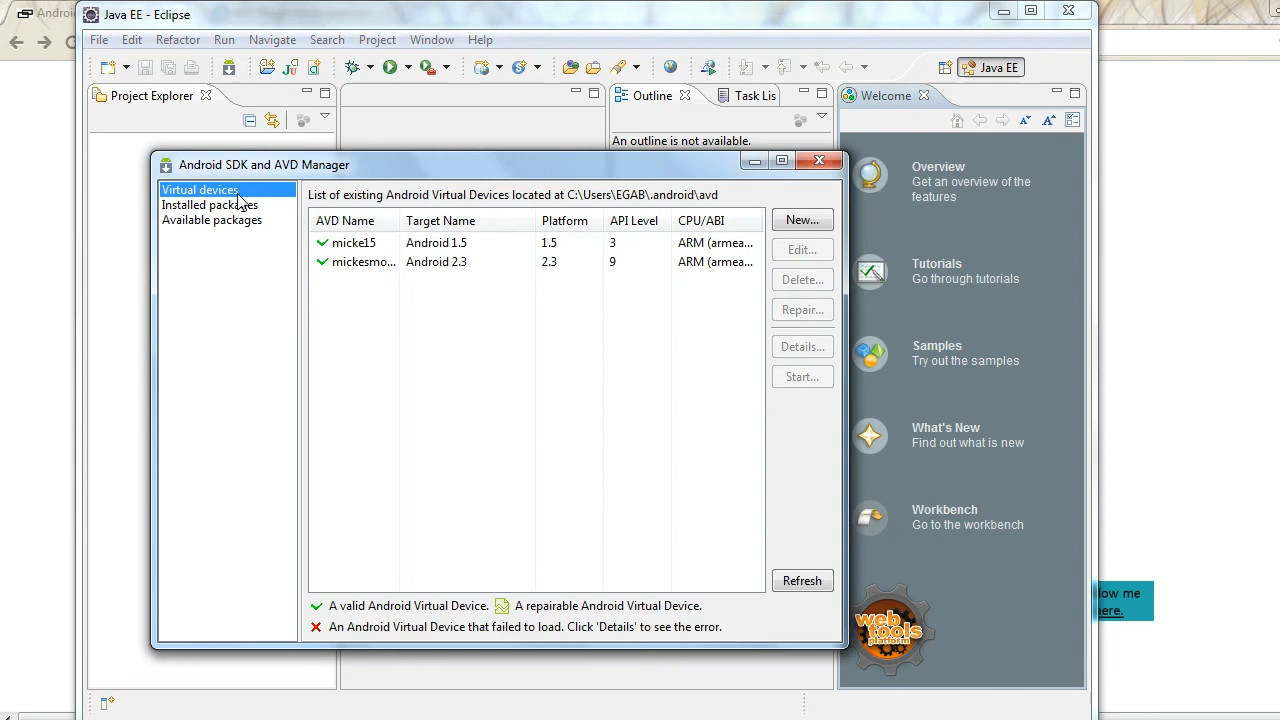 Android
Java EE - Eclipse
File Edit Refactor Run Navigate Search Project Window Help
Java EE
Project Explorer
Outline
Task Lis
Welcome
An outline is not available.
Overview
Get an overview of the
features
Tutorials
Go through tutorials
Samples
Try out the samples
What's New
Find out what is new
Workbench
Go to the workbench
web
tools
platform
Android SDK and AVD Manager
Virtual devices
Installed packages
Available packages
List of existing Android Virtual Devices located at C:\Users\EGAB\.android\avd
AVD Name Target Name Platform API Level CPU/ABI
micke15 Android 1.5 1.5 3 ARM (armea...
mickesmo... Android 2.3 2.3 9 ARM (armea...
New...
Edit...
Delete...
Repair...
Details...
Start...
Refresh
A valid Android Virtual Device. A repairable Android Virtual Device.
An Android Virtual Device that failed to load. Click 'Details' to see the error.
low me
here.